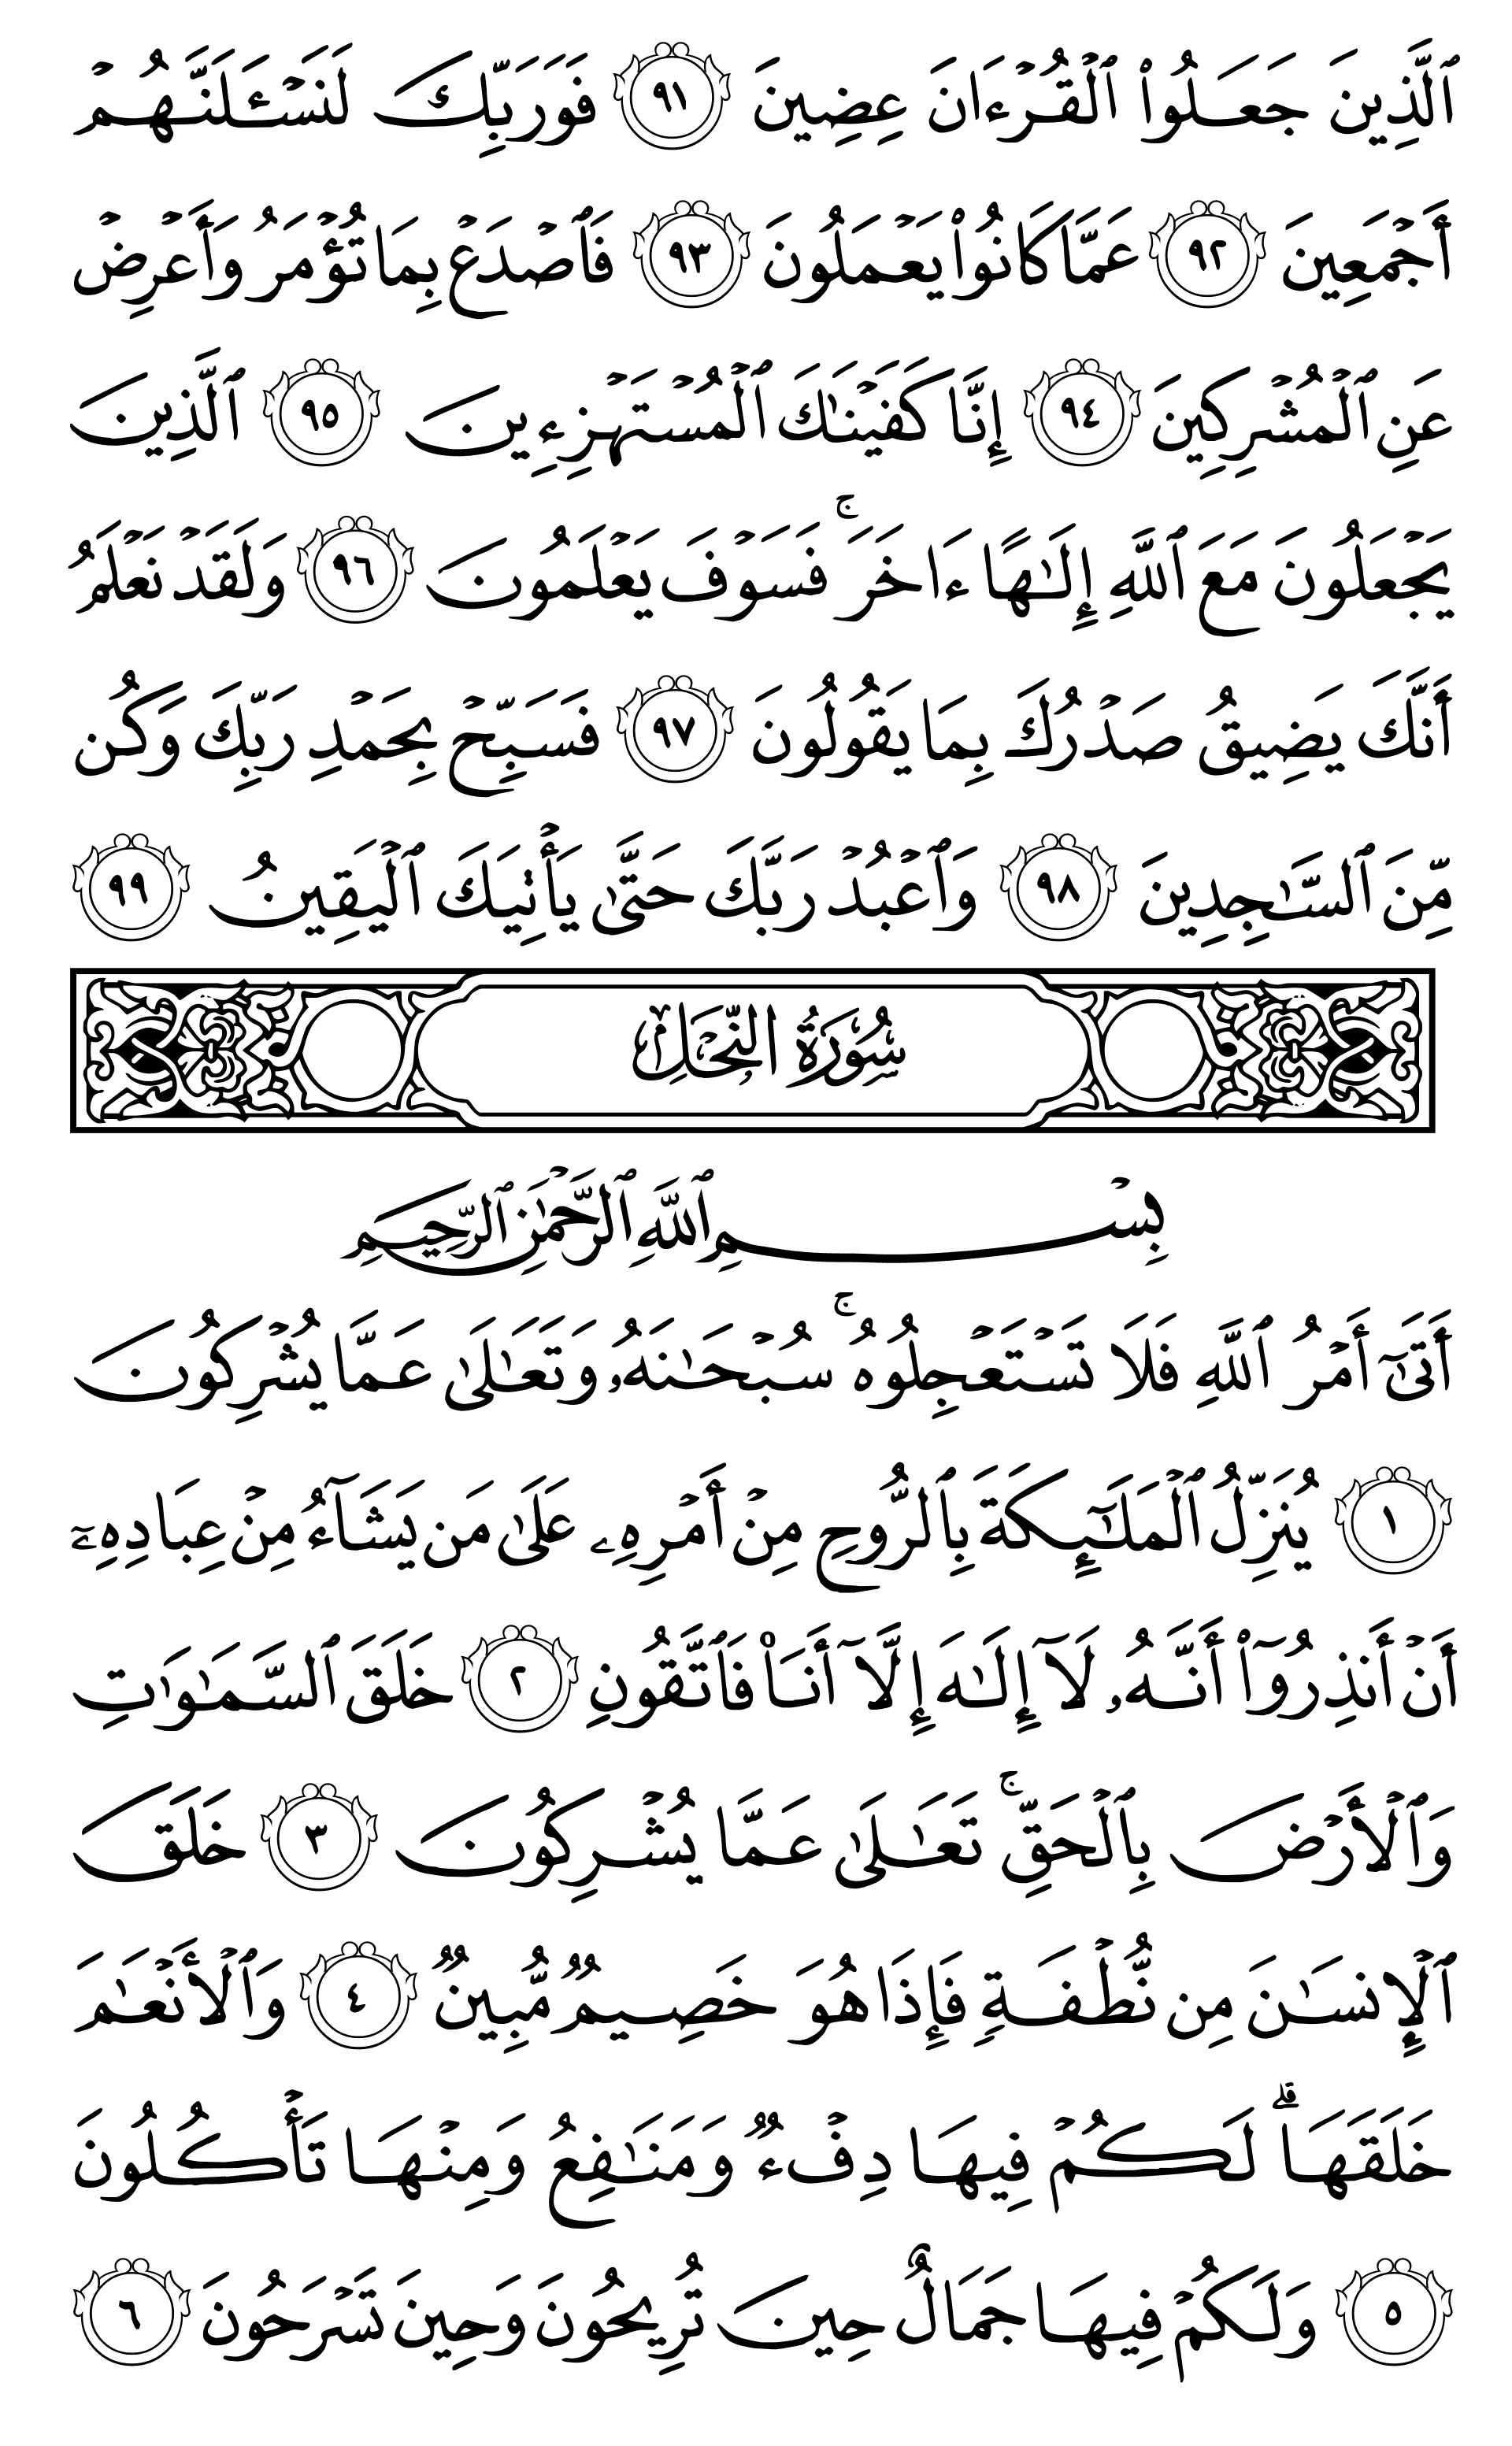 ٱلَّذِينَ جَعَلُوا۟ ٱلْقُرْءَانَ عِضِينَ ٩١ فَوَرَبِّكَ لَنَسْـَٔلَنَّهُمْ
أَجْمَعِينَ ٩٢ عَمَّا كَانُوا۟ يَعْمَلُونَ ٩٣ فَٱصْدَعْ بِمَا تُؤْمَرُ وَأَعْرِضْ
عَنِ ٱلْمُشْرِكِينَ ٩٤ إِنَّا كَفَيْنَـٰكَ ٱلْمُسْتَهْزِءِينَ ٩٥ ٱلَّذِينَ
يَجْعَلُونَ مَعَ ٱللَّهِ إِلَـٰهًا ءَاخَرَ ۚ فَسَوْفَ يَعْلَمُونَ ٩٦ وَلَقَدْ نَعْلَمُ
أَنَّكَ يَضِيقُ صَدْرُكَ بِمَا يَقُولُونَ ٩٧ فَسَبِّحْ بِحَمْدِ رَبِّكَ وَكُن
مِّنَ ٱلسَّـٰجِدِينَ ٩٨ وَٱعْبُدْ رَبَّكَ حَتَّىٰ يَأْتِيَكَ ٱلْيَقِينُ ٩٩
سُورَةُ النَّحْلِ
بِسْمِ ٱللَّهِ ٱلرَّحْمَـٰنِ ٱلرَّحِيمِ
أَتَىٰٓ أَمْرُ ٱللَّهِ فَلَا تَسْتَعْجِلُوهُ ۚ سُبْحَـٰنَهُۥ وَتَعَـٰلَىٰ عَمَّا يُشْرِكُونَ
١ يُنَزِّلُ ٱلْمَلَـٰٓئِكَةَ بِٱلرُّوحِ مِنْ أَمْرِهِۦ عَلَىٰ مَن يَشَآءُ مِنْ عِبَادِهِۦٓ
أَنْ أَنذِرُوٓا۟ أَنَّهُۥ لَآ إِلَـٰهَ إِلَّآ أَنَا۠ فَٱتَّقُونِ ٢ خَلَقَ ٱلسَّمَـٰوَٰتِ
وَٱلْأَرْضَ بِٱلْحَقِّ ۚ تَعَـٰلَىٰ عَمَّا يُشْرِكُونَ ٣ خَلَقَ
ٱلْإِنسَـٰنَ مِن نُّطْفَةٍ فَإِذَا هُوَ خَصِيمٌ مُّبِينٌ ٤ وَٱلْأَنْعَـٰمَ
خَلَقَهَا ۗ لَكُمْ فِيهَا دِفْءٌ وَمَنَـٰفِعُ وَمِنْهَا تَأْكُلُونَ
٥ وَلَكُمْ فِيهَا جَمَالٌ حِينَ تُرِيحُونَ وَحِينَ تَسْرَحُونَ ٦